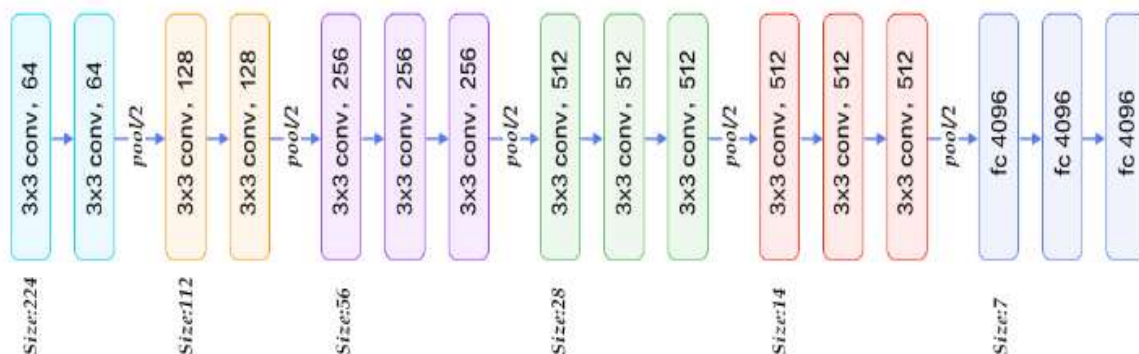 3x3 conv, 64
3x3 conv, 64
pool/2
3x3 conv, 128
3x3 conv, 128
pool/2
3x3 conv, 256
3x3 conv, 256
3x3 conv, 256
pool/2
3x3 conv, 512
3x3 conv, 512
3x3 conv, 512
pool/2
3x3 conv, 512
3x3 conv, 512
3x3 conv, 512
pool/2
fc 4096
fc 4096
fc 4096
Size:224
Size:112
Size:56
Size:28
Size:14
Size:7